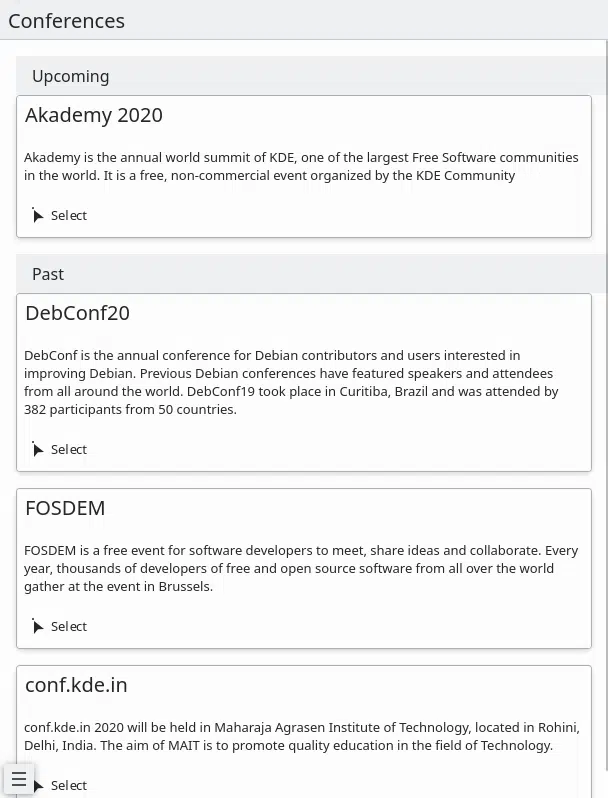 Conferences
Upcoming
Akademy 2020
Akademy is the annual world summit of KDE, one of the largest Free Software communities
in the world. It is a free, non-commercial event organized by the KDE Community
Select
Past
DebConf20
DebConf is the annual conference for Debian contributors and users interested in
improving Debian. Previous Debian conferences have featured speakers and attendees
from all around the world. DebConf19 took place in Curitiba, Brazil and was attended by
382 participants from 50 countries.
Select
FOSDEM
FOSDEM is a free event for software developers to meet, share ideas and collaborate. Every
year, thousands of developers of free and open source software from all over the world
gather at the event in Brussels.
Select
conf.kde.in
conf.kde.in 2020 will be held in Maharaja Agrasen Institute of Technology, located in Rohini,
Delhi, India. The aim of MAIT is to promote quality education in the field of Technology.
Select